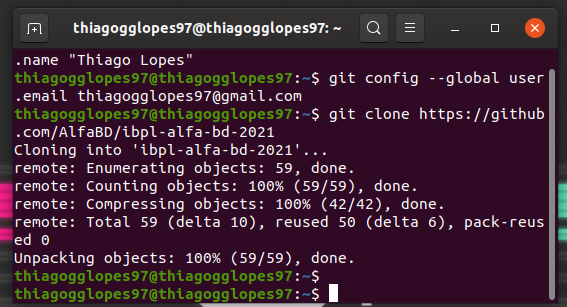 thiagogglopes97@thiagogglopes97: ~
.name "Thiago Lopes"
thiagogglopes97@thiagogglopes97:~$ git config --global user
.email thiagogglopes97@gmail.com
thiagogglopes97@thiagogglopes97:~$ git clone https://github
.com/AlfaBD/ibpl-alfa-bd-2021
Cloning into 'ibpl-alfa-bd-2021'...
remote: Enumerating objects: 59, done.
remote: Counting objects: 100% (59/59), done.
remote: Compressing objects: 100% (42/42), done.
remote: Total 59 (delta 10), reused 50 (delta 6), pack-reus
ed 0
Unpacking objects: 100% (59/59), done.
thiagogglopes97@thiagogglopes97:~$
thiagogglopes97@thiagogglopes97:~$